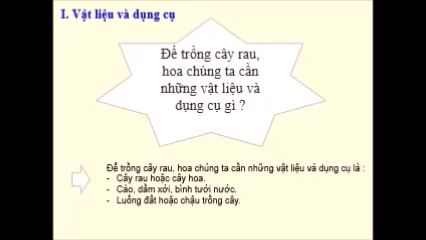 I. Vật liệu và dụng cụ
Để trồng cây rau,
hoa chúng ta cần
những vật liệu và
dụng cụ gì ?
Để trồng cây rau, hoa chúng ta cần những vật liệu và dụng cụ là :
- Cây rau hoặc cây hoa.
- Cảo, dầm xới, bình tưới nước.
- Luống đất hoặc chậu trồng cây.